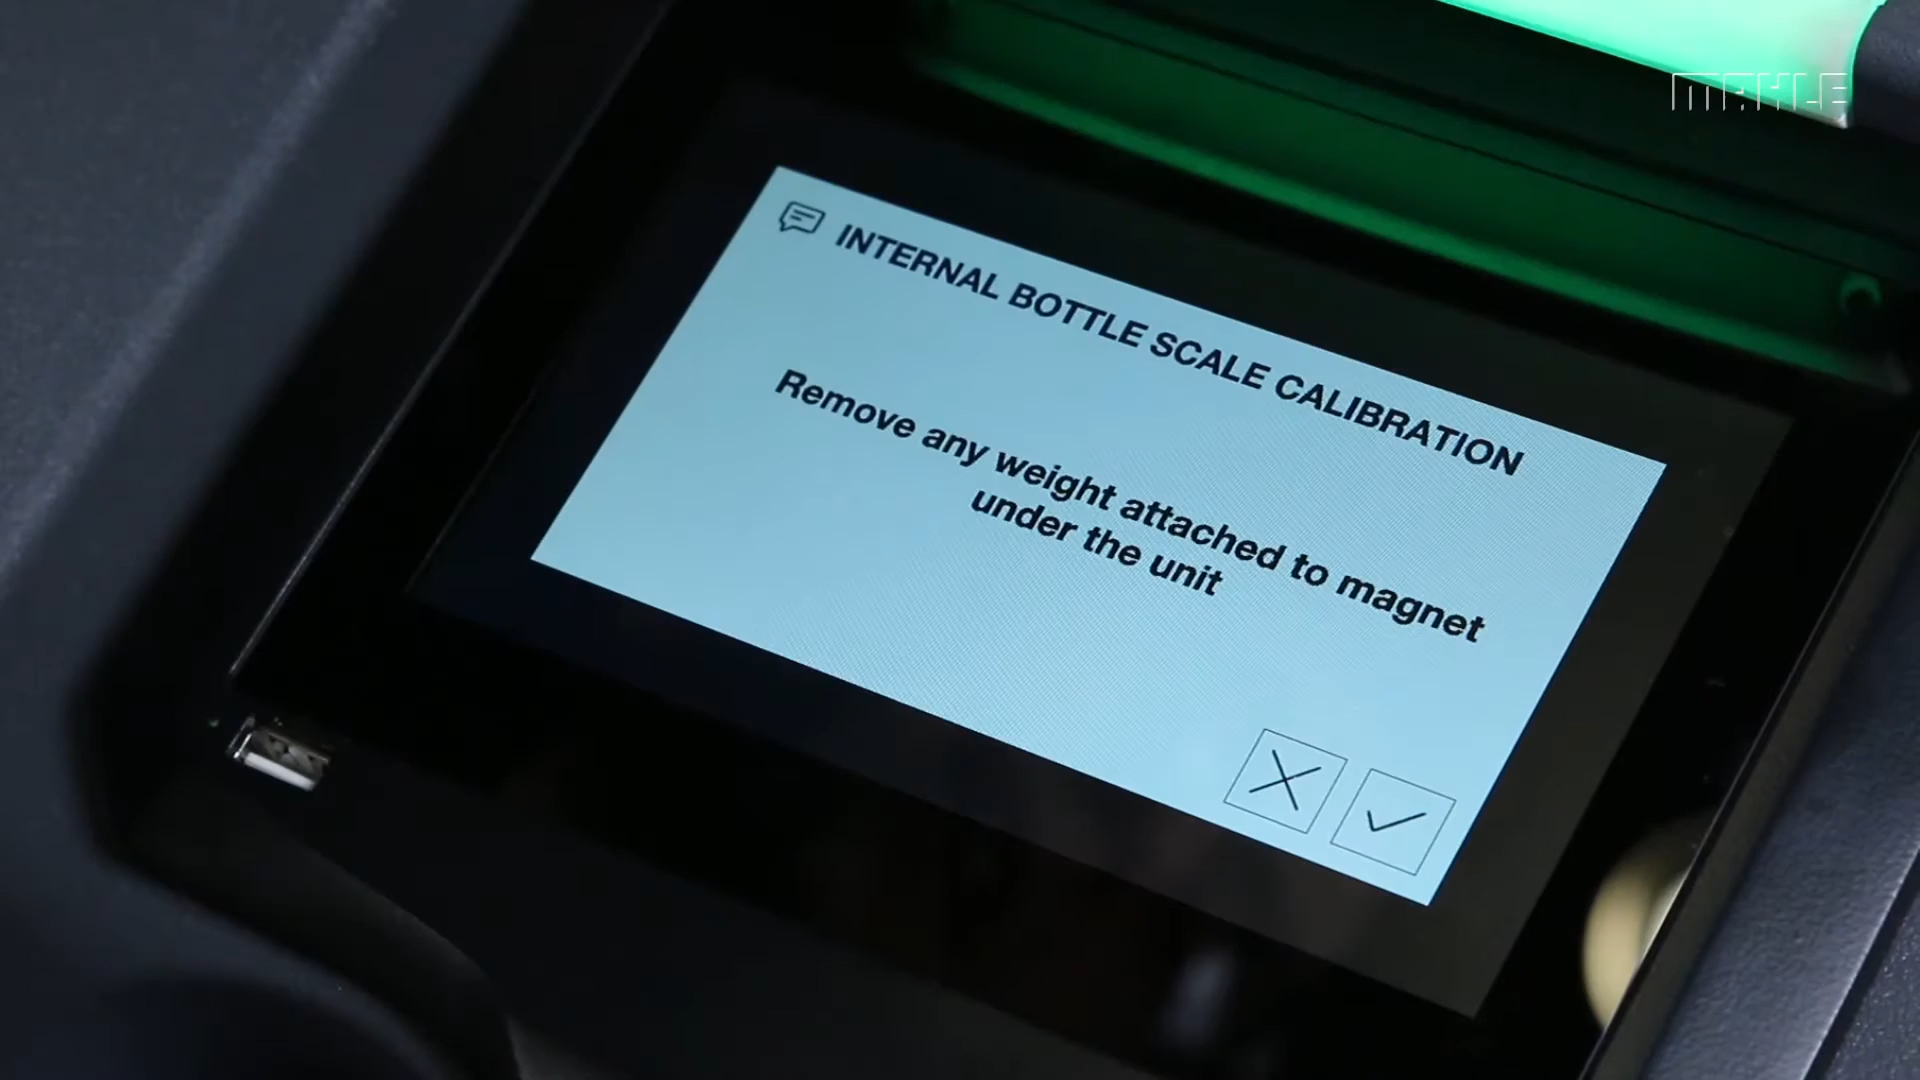 MAHLE
INTERNAL BOTTLE SCALE CALIBRATION
Remove any weight attached to magnet
under the unit